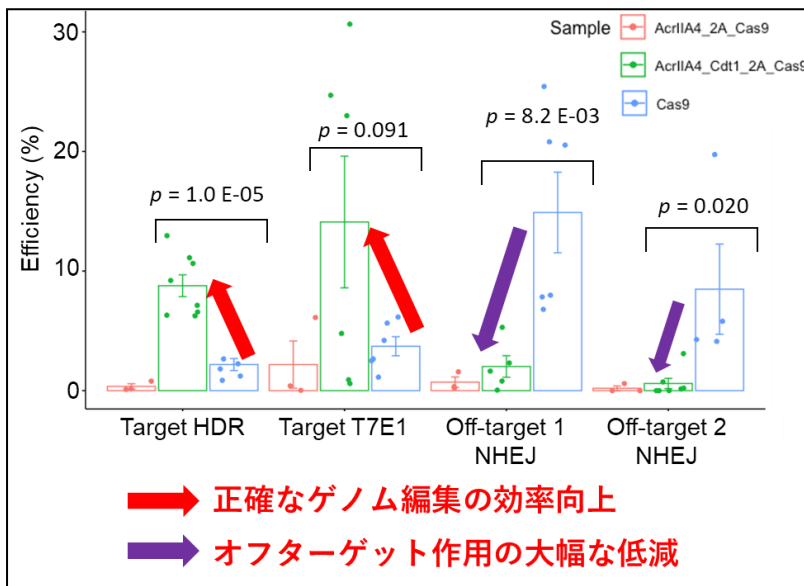 Sample
AcrIIA4_2A_Cas9
AcrIIA4_Cdt1_2A_Cas9
Cas9
Efficiency (%)
30
20
10
0
p = 1.0 E-05
p = 0.091
p = 8.2 E-03
p = 0.020
Target HDR
Target T7E1
Off-target 1
NHEJ
Off-target 2
NHEJ
正確なゲノム編集の効率向上
オフターゲット作用の大幅な低減